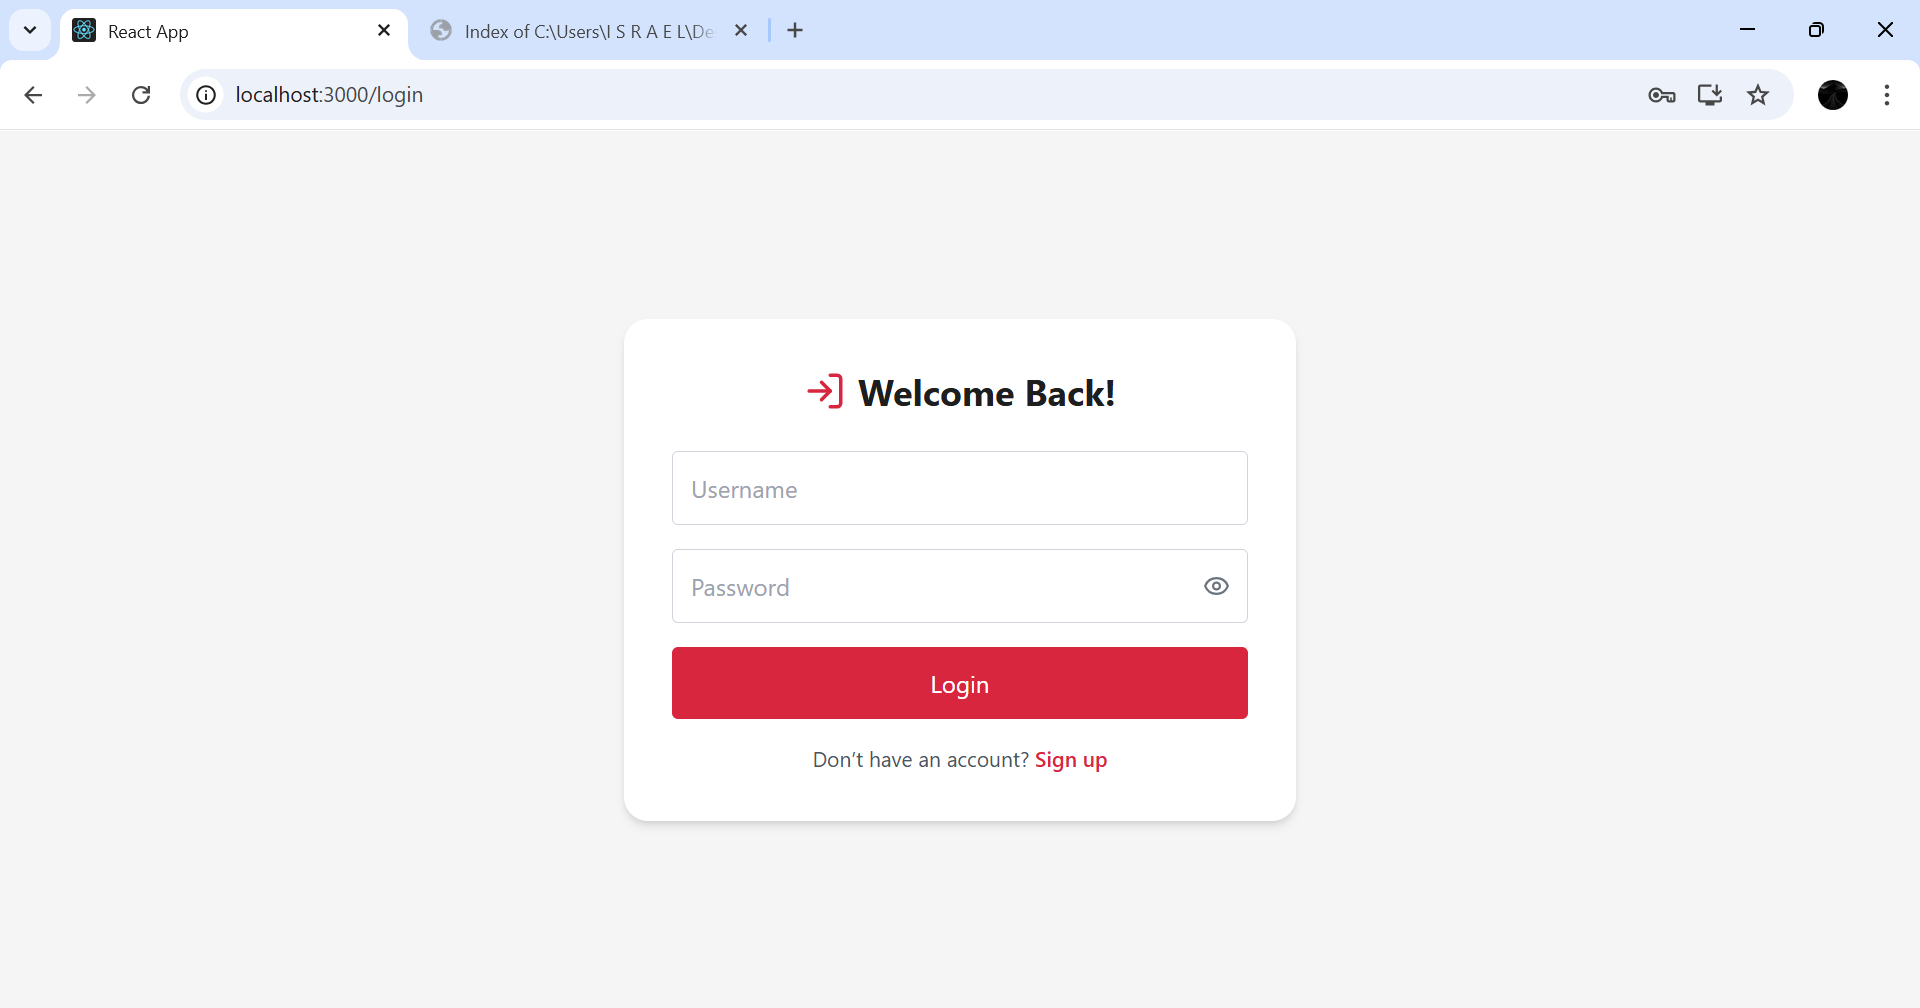 React App
Index of C:\Users\I S R A E L\De
localhost:3000/login
Welcome Back!
Username
Password
Login
Don’t have an account? Sign up